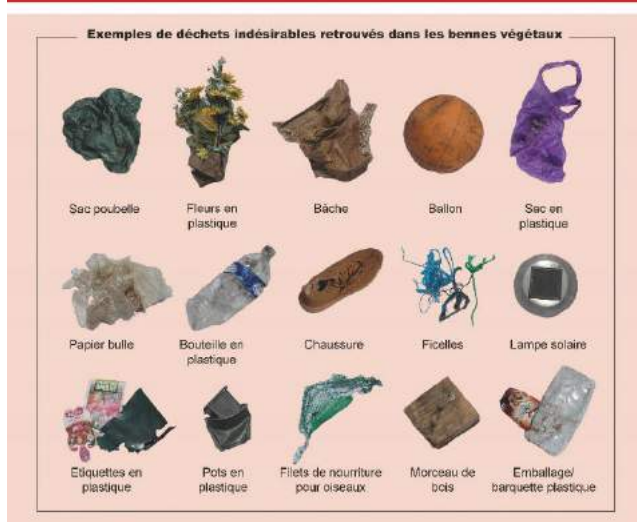 Exemples de déchets indésirables retrouvés dans les bennes végétaux
Sac poubelle
Fleurs en
plastique
Bâche
Ballon
Sac en
plastique
Papier bulle
Bouteille en
plastique
Chaussure
Ficelles
Lampe solaire
Etiquettes en
plastique
Pots en
plastique
Filets de nourriture
pour oiseaux
Morceau de
bois
Emballage/
barquette plastique